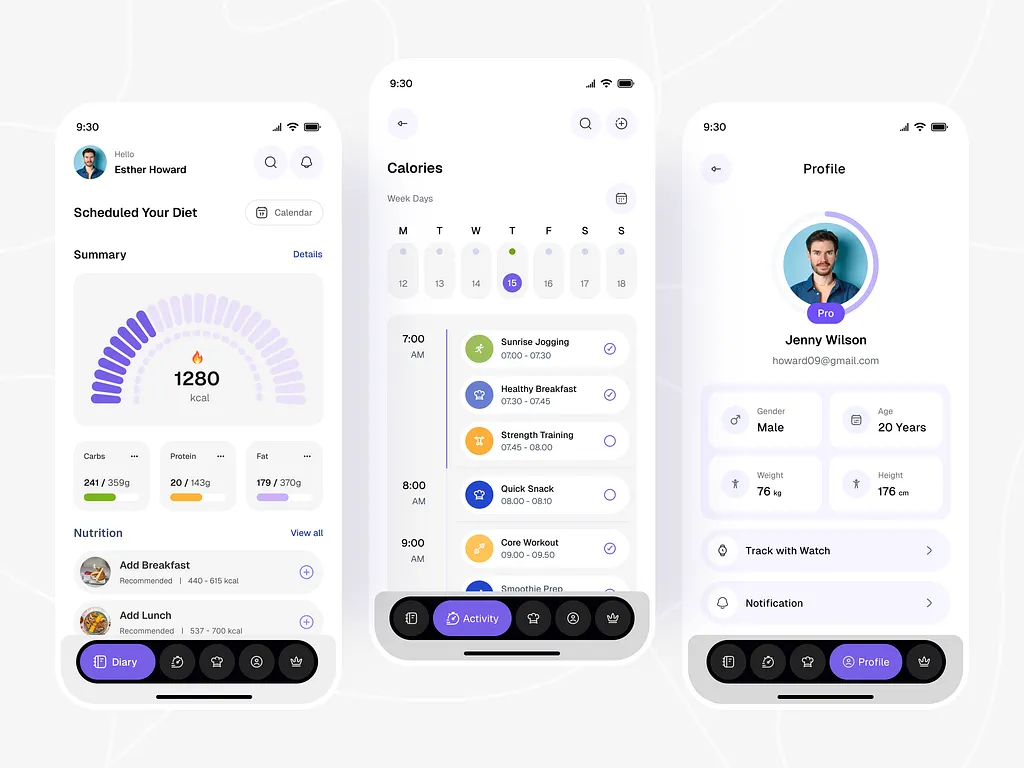 9:30
Hello
Esther Howard
Scheduled Your Diet
17
Calendar
Summary
Details
1280
kcal
Carbs
Protein
Fat
241 / 359g
20 / 143g
179 / 370g
Nutrition
View all
Add Breakfast
Recommended | 440 - 615 kcal
Add Lunch
Recommended | 537 - 700 kcal
Diary
9:30
Calories
Week Days
M T W T F S S
12 13 14 15 16 17 18
7:00
AM
Sunrise Jogging
07.00 - 07.30
Healthy Breakfast
07.30 - 07.45
Strength Training
07.45 - 08.00
8:00
AM
Quick Snack
08.00 - 08.10
9:00
AM
Core Workout
09.00 - 09.50
Smoothie Prep
Activity
9:30
Profile
Pro
Jenny Wilson
howard09@gmail.com
Gender
Male
Age
20 Years
Weight
76 kg
Height
176 cm
Track with Watch
Notification
Profile